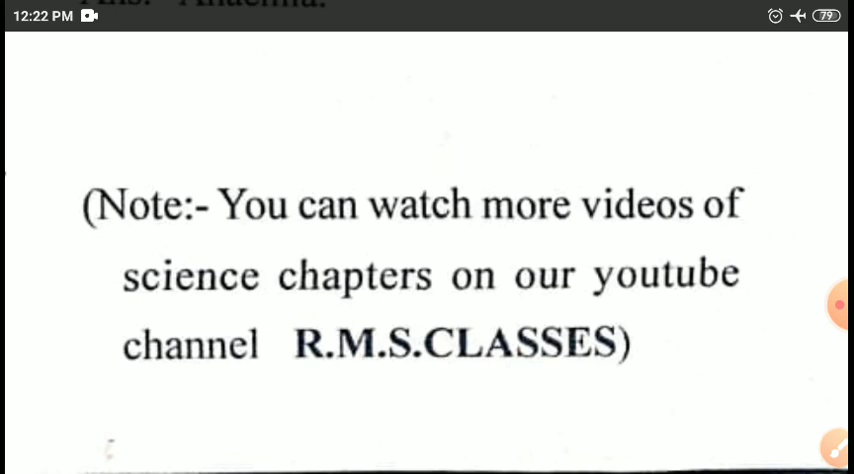 12:22 PM
79
(Note:- You can watch more videos of
science chapters on our youtube
channel R.M.S.CLASSES)